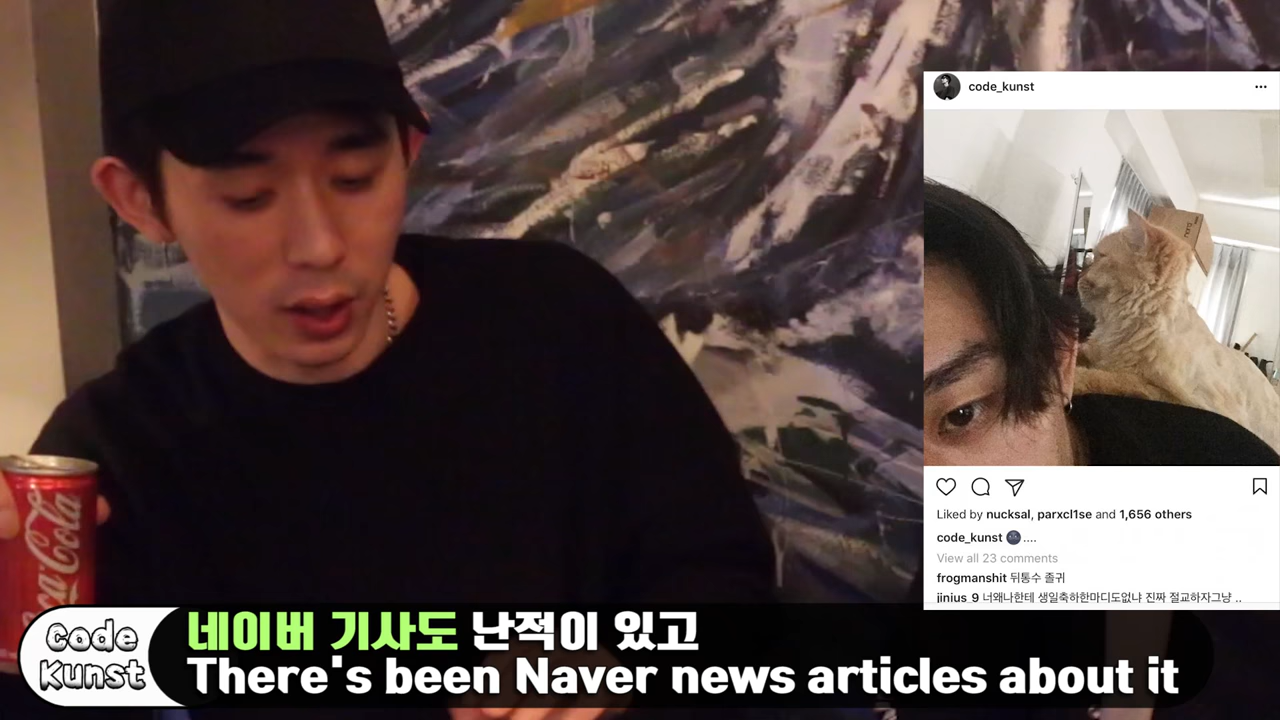 code_kunst
Liked by nucksal, parxcl1se and 1,656 others
code_kunst ....
View all 23 comments
frogmanshit 뒤통수 졸귀
jinius_9 너왜나한테 생일축하한마디도없냐 진짜 절교하자그냥 ..
Coca-Cola
Code
Kunst
네이버 기사도 난적이 있고
There's been Naver news articles about it